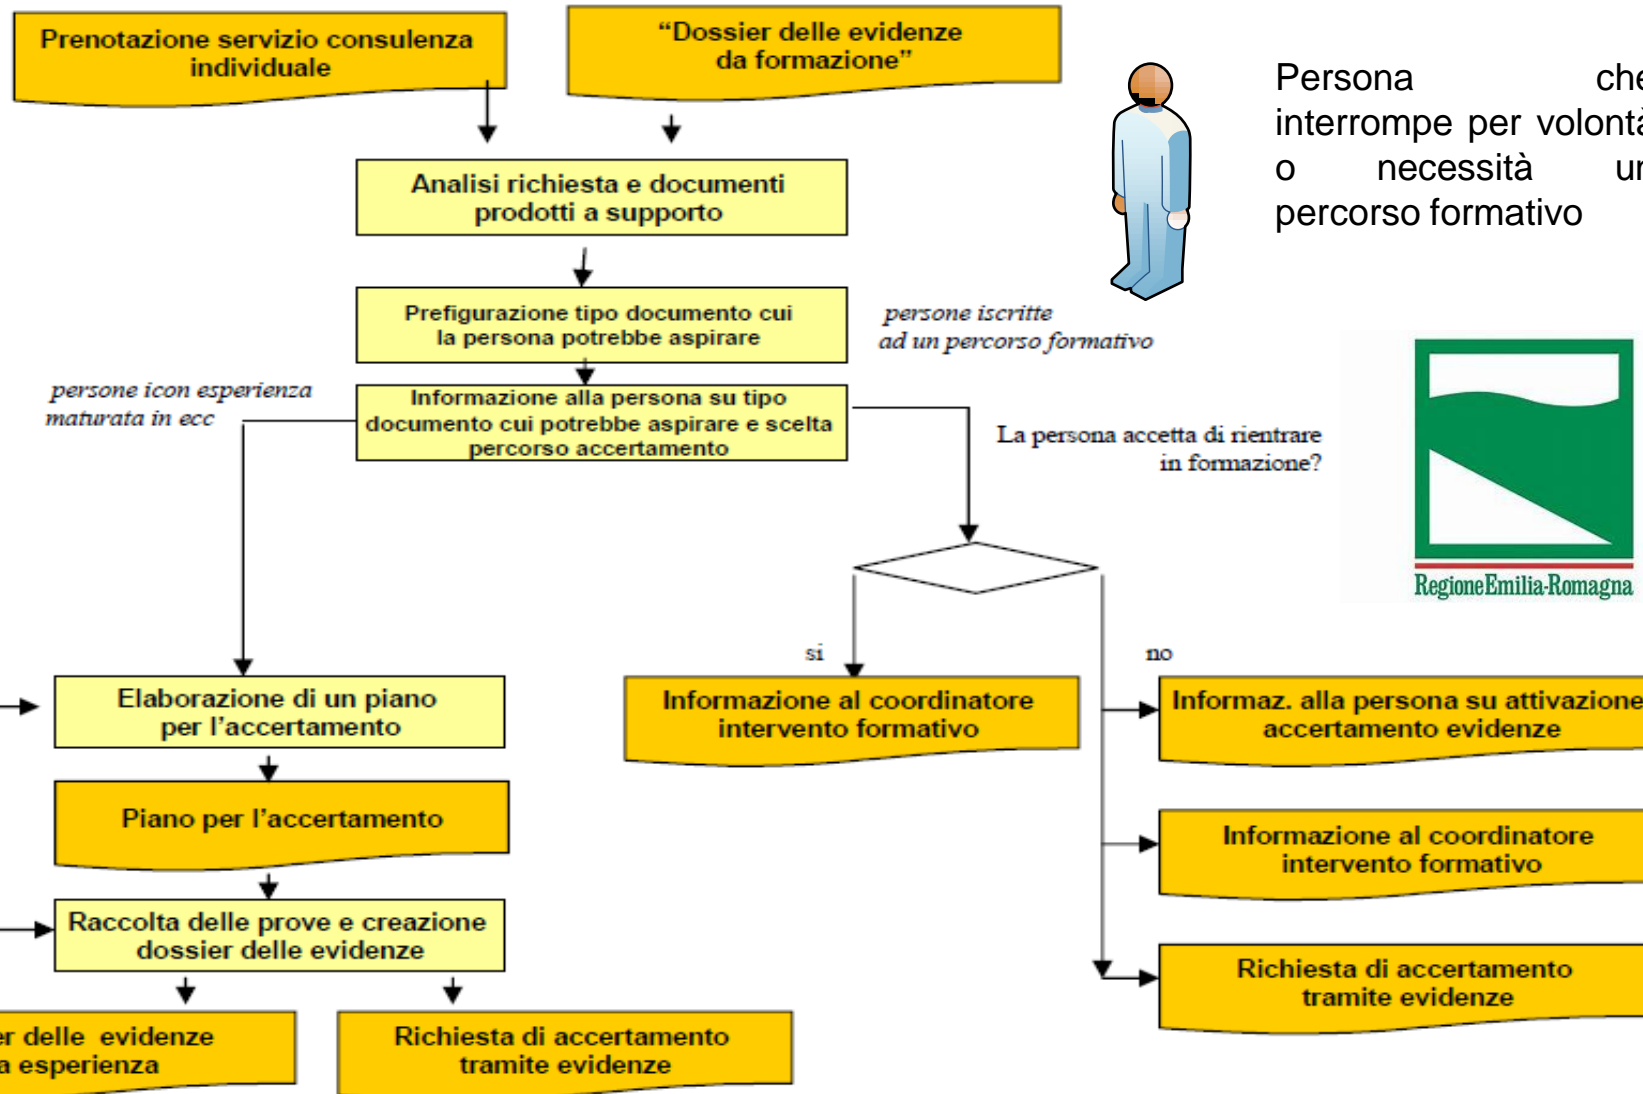 Prenotazione servizio consulenza
individuale
“Dossier delle evidenze
da formazione”
Persona che
interrompe per volontà
o necessità un
percorso formativo
Analisi richiesta e documenti
prodotti a supporto
Prefigurazione tipo documento cui
la persona potrebbe aspirare
persone iscritte
ad un percorso formativo
persone icon esperienza
maturata in ecc
Informazione alla persona su tipo
documento cui potrebbe aspirare e scelta
percorso accertamento
La persona accetta di rientrare
in formazione?
RegioneEmilia-Romagna
si
no
Elaborazione di un piano
per l’accertamento
Informazione al coordinatore
intervento formativo
Informaz. alla persona su attivazione
accertamento evidenze
Piano per l’accertamento
Informazione al coordinatore
intervento formativo
Raccolta delle prove e creazione
dossier delle evidenze
Richiesta di accertamento
tramite evidenze
er delle evidenze
a esperienza
Richiesta di accertamento
tramite evidenze